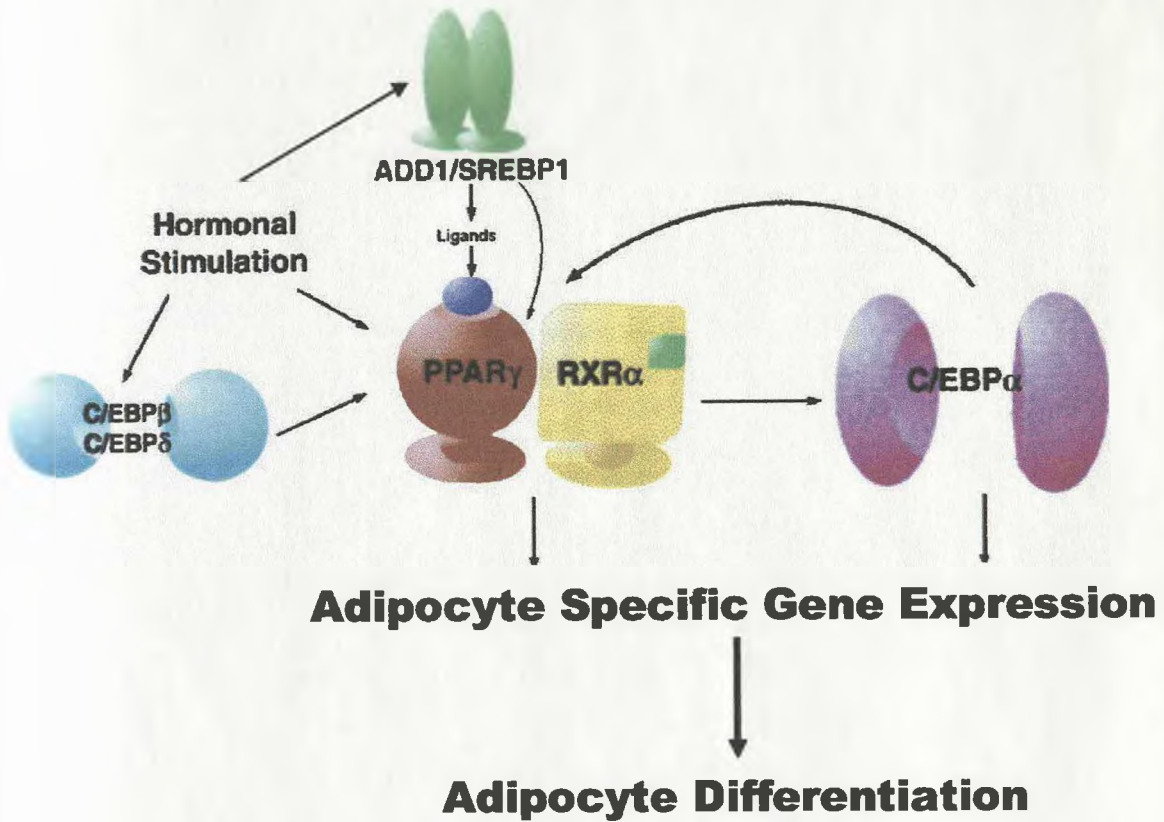 ADD1/SREBP1
Hormonal
Stimulation
Ligands
PPARγ
RXRα
C/EBPα
C/EBPβ
C/EBPδ
Adipocyte Specific Gene Expression
Adipocyte Differentiation